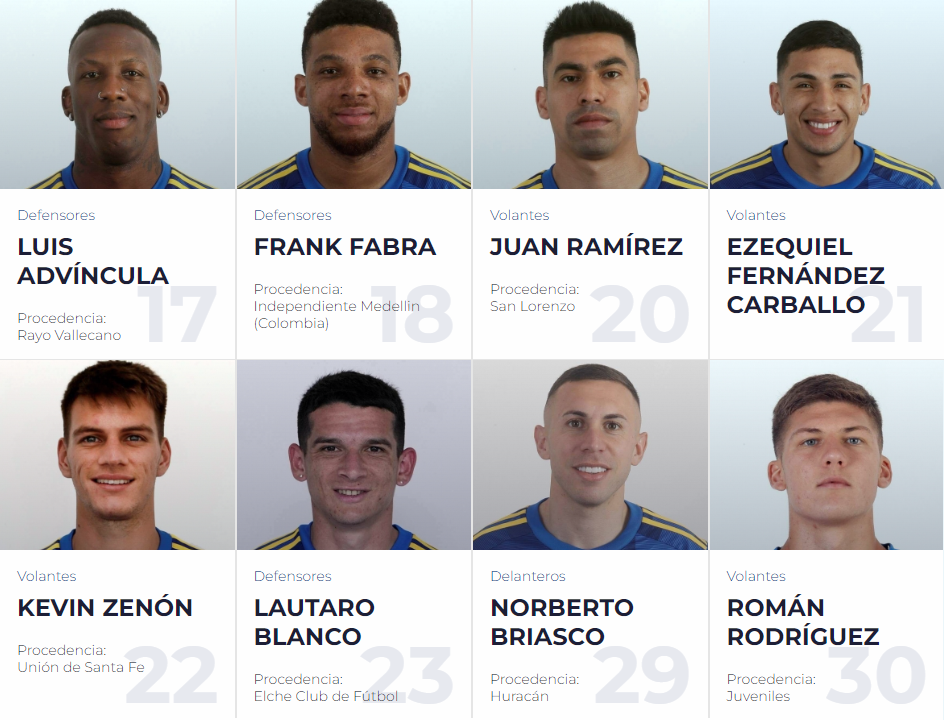 Defensores
LUIS
ADVÍNCULA
Procedencia:
Rayo Vallecano
17
Defensores
FRANK FABRA
Procedencia:
Independiente Medellin
(Colombia)
18
Volantes
JUAN RAMÍREZ
Procedencia:
San Lorenzo
20
Volantes
EZEQUIEL
FERNÁNDEZ
CARBALLO
21
Volantes
KEVIN ZENÓN
Procedencia:
Unión de Santa Fe
22
Defensores
LAUTARO
BLANCO
Procedencia:
Elche Club de Fútbol
23
Delanteros
NORBERTO
BRIASCO
Procedencia:
Huracán
29
Volantes
ROMÁN
RODRÍGUEZ
Procedencia:
Juveniles
30